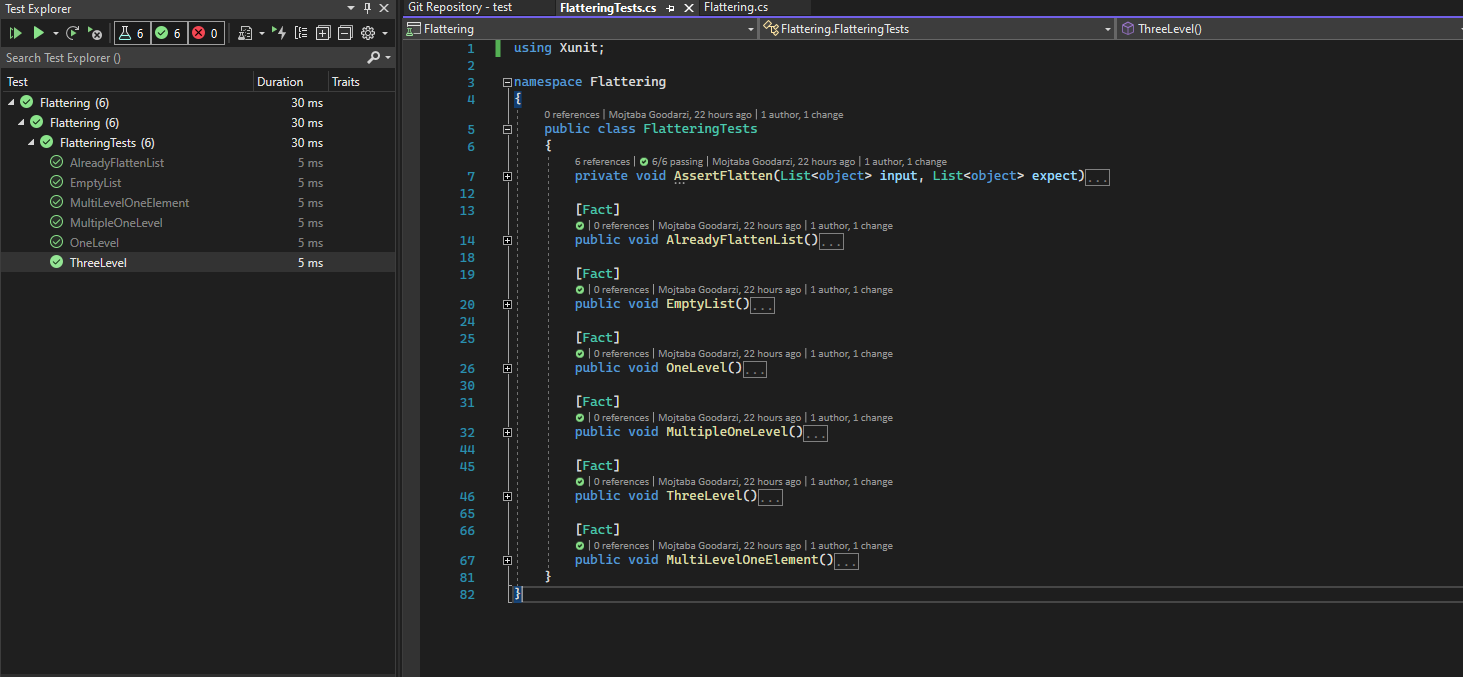 Test Explorer
6 6 0
Search Test Explorer ()
Test Duration Traits
Flattering (6) 30 ms
Flattering (6) 30 ms
FlatteringTests (6) 30 ms
AlreadyFlattenList 5 ms
EmptyList 5 ms
MultiLevelOneElement 5 ms
MultipleOneLevel 5 ms
OneLevel 5 ms
ThreeLevel 5 ms
Git Repository - test FlatteringTests.cs Flattering.cs
Flattering Flattering.FlatteringTests ThreeLevel()
1 using Xunit;
2
3 namespace Flattering
4 {
0 references | Mojtaba Goodarzi, 22 hours ago | 1 author, 1 change
5 public class FlatteringTests
6 {
6 references | 6/6 passing | Mojtaba Goodarzi, 22 hours ago | 1 author, 1 change
7 private void AssertFlatten(List<object> input, List<object> expect)...
12
13 [Fact]
| 0 references | Mojtaba Goodarzi, 22 hours ago | 1 author, 1 change
14 public void AlreadyFlattenList()...
18
19 [Fact]
| 0 references | Mojtaba Goodarzi, 22 hours ago | 1 author, 1 change
20 public void EmptyList()...
24
25 [Fact]
| 0 references | Mojtaba Goodarzi, 22 hours ago | 1 author, 1 change
26 public void OneLevel()...
30
31 [Fact]
| 0 references | Mojtaba Goodarzi, 22 hours ago | 1 author, 1 change
32 public void MultipleOneLevel()...
44
45 [Fact]
| 0 references | Mojtaba Goodarzi, 22 hours ago | 1 author, 1 change
46 public void ThreeLevel()...
65
66 [Fact]
| 0 references | Mojtaba Goodarzi, 22 hours ago | 1 author, 1 change
67 public void MultiLevelOneElement()...
81 }
82 }